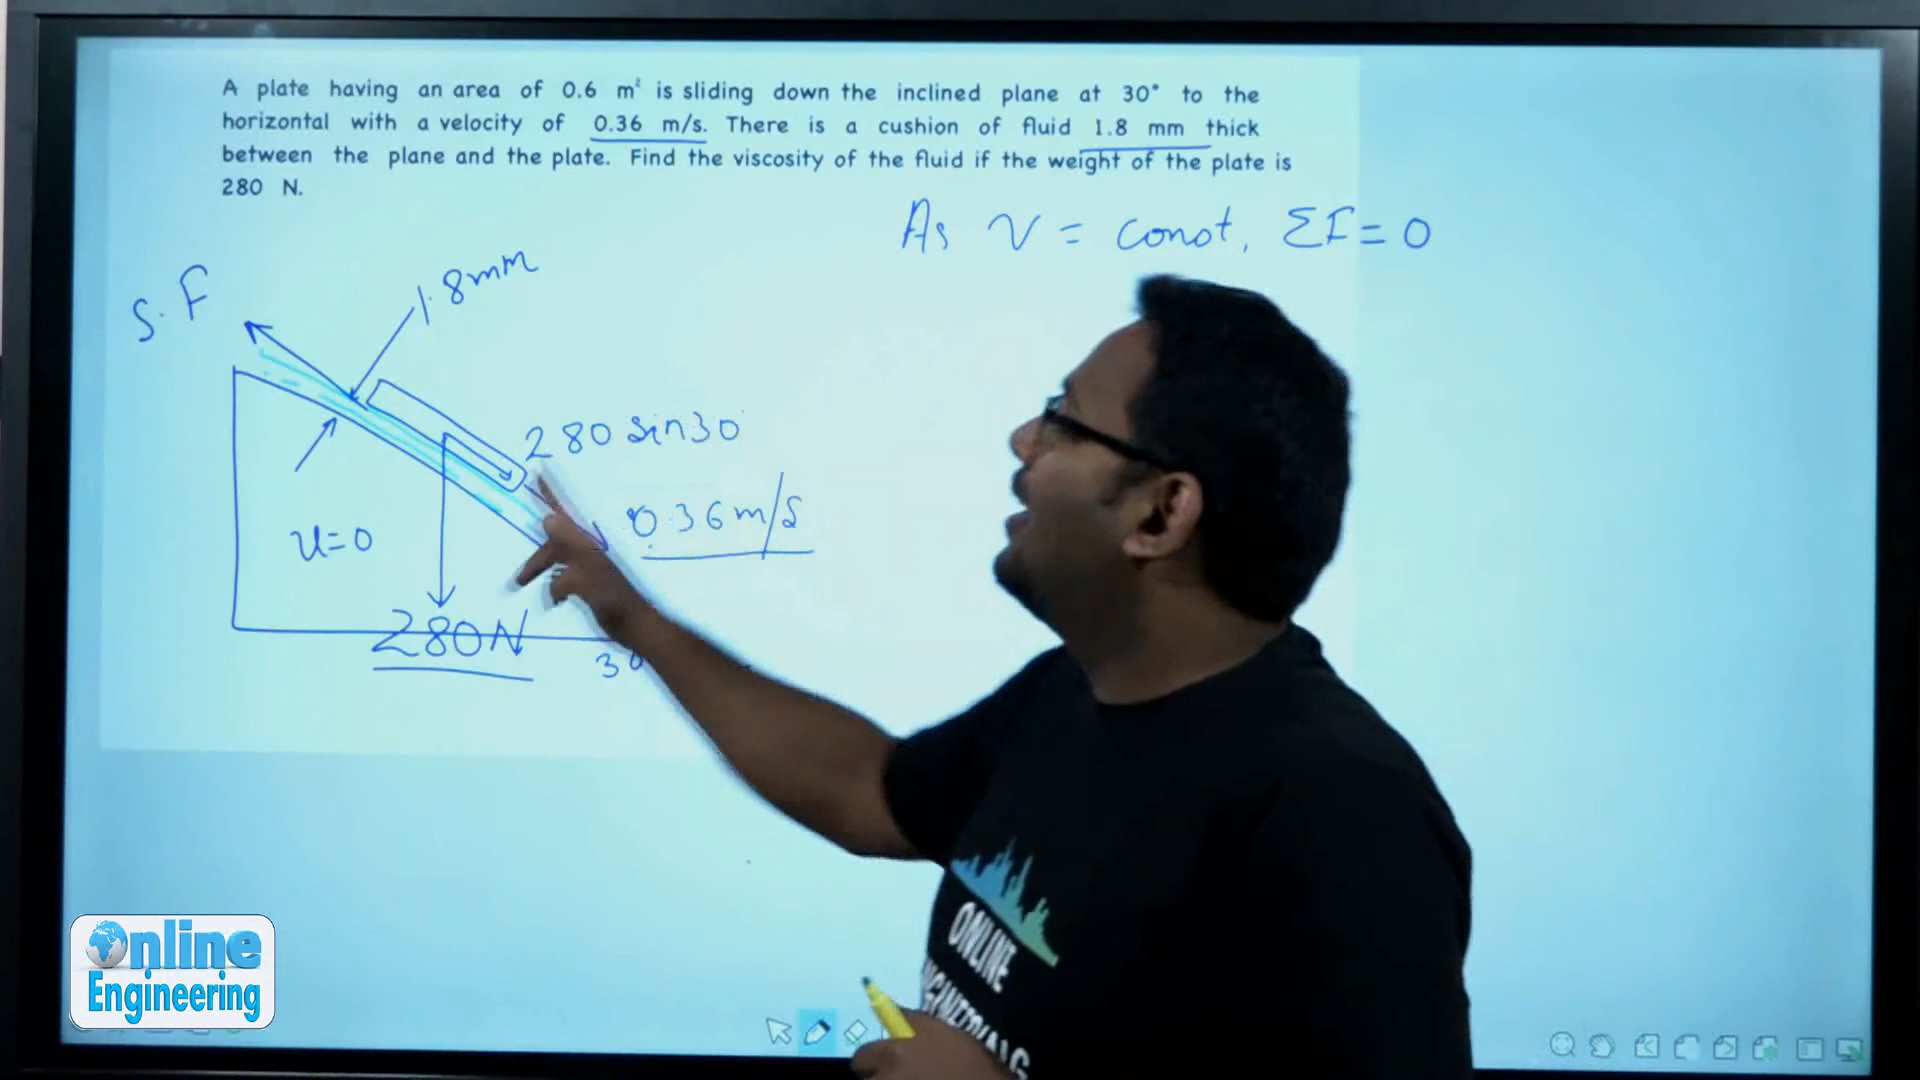 A plate having an area of 0.6 m² is sliding down the inclined plane at 30° to the
horizontal with a velocity of 0.36 m/s. There is a cushion of fluid 1.8 mm thick
between the plane and the plate. Find the viscosity of the fluid if the weight of the plate is
280 N.
As V = const, ΣF = 0
S.F
1.8mm
280 sin30
0.36 m/s
u=0
280N
30
Online
Engineering
ONLINE